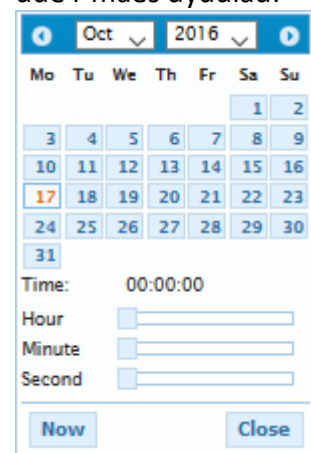 Oct 2016
Mo Tu We Th Fr Sa Su
1 2
3 4 5 6 7 8 9
10 11 12 13 14 15 16
17 18 19 20 21 22 23
24 25 26 27 28 29 30
31
Time: 00:00:00
Hour
Minute
Second
Now Close